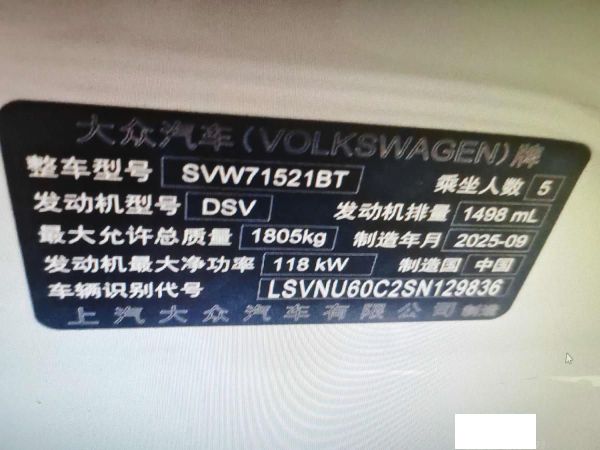 大众汽车(VOLKSWAGEN)牌
整车型号 SVW71521BT 乘坐人数 5
发动机型号 DSV 发动机排量 1498 mL
最大允许总质量 1805kg 制造年月 2025-09
发动机最大净功率 118 kW 制造国 中国
车辆识别代号 LSVNU60C2SN129836
上汽大众汽车有限公司 制造